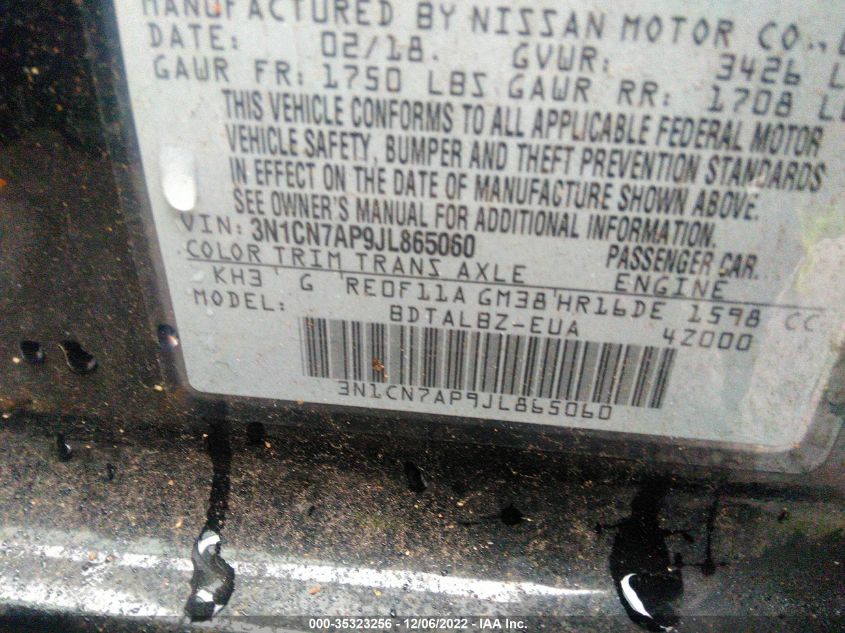 MANUFACTURED BY NISSAN MOTOR CO.,
DATE: 02/18. GVWR: 3426 L
GAWR FR: 1750 LBS GAWR RR: 1708 L
THIS VEHICLE CONFORMS TO ALL APPLICABLE FEDERAL MOTOR
VEHICLE SAFETY, BUMPER AND THEFT PREVENTION STANDARDS
IN EFFECT ON THE DATE OF MANUFACTURE SHOWN ABOVE.
SEE OWNER'S MANUAL FOR ADDITIONAL INFORMATION.
VIN: 3N1CN7AP9JL865060 PASSENGER CAR.
COLOR TRIM TRANS AXLE ENGINE
KH3 G RE0F11A GM38 HR16DE 1598 CC
MODEL: BDTALBZ-EUA 4Z000
3N1CN7AP9JL865060
000-35323256 - 12/06/2022 - IAA Inc.